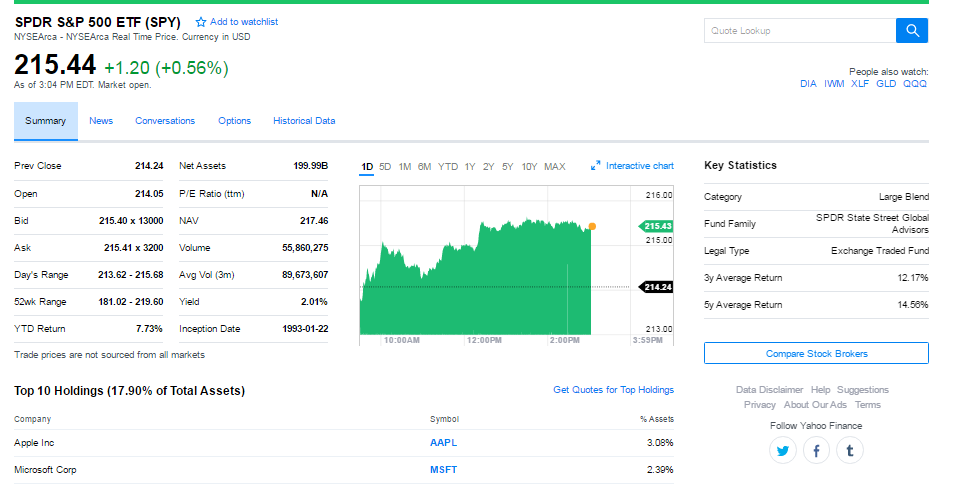 SPDR S&P 500 ETF (SPY) Add to watchlist
NYSEArca - NYSEArca Real Time Price. Currency in USD
215.44 +1.20 (+0.56%)
As of 3:04 PM EDT. Market open.
Quote Lookup
People also watch:
DIA IWM XLF GLD QQQ
Summary News Conversations Options Historical Data
Prev Close 214.24
Open 214.05
Bid 215.40 x 13000
Ask 215.41 x 3200
Day's Range 213.62 - 215.68
52wk Range 181.02 - 219.60
YTD Return 7.73%
Trade prices are not sourced from all markets
Net Assets 199.99B
P/E Ratio (ttm) N/A
NAV 217.46
Volume 55,860,275
Avg Vol (3m) 89,673,607
Yield 2.01%
Inception Date 1993-01-22
1D 5D 1M 6M YTD 1Y 2Y 5Y 10Y MAX Interactive chart
216.00
215.43
215.00
214.24
213.00
10:00AM 12:00PM 2:00PM 3:59PM
Key Statistics
Category Large Blend
Fund Family SPDR State Street Global
Advisors
Legal Type Exchange Traded Fund
3y Average Return 12.17%
5y Average Return 14.56%
Compare Stock Brokers
Data Disclaimer Help Suggestions
Privacy About Our Ads Terms
Follow Yahoo Finance
Top 10 Holdings (17.90% of Total Assets) Get Quotes for Top Holdings
Company Symbol % Assets
Apple Inc AAPL 3.08%
Microsoft Corp MSFT 2.39%